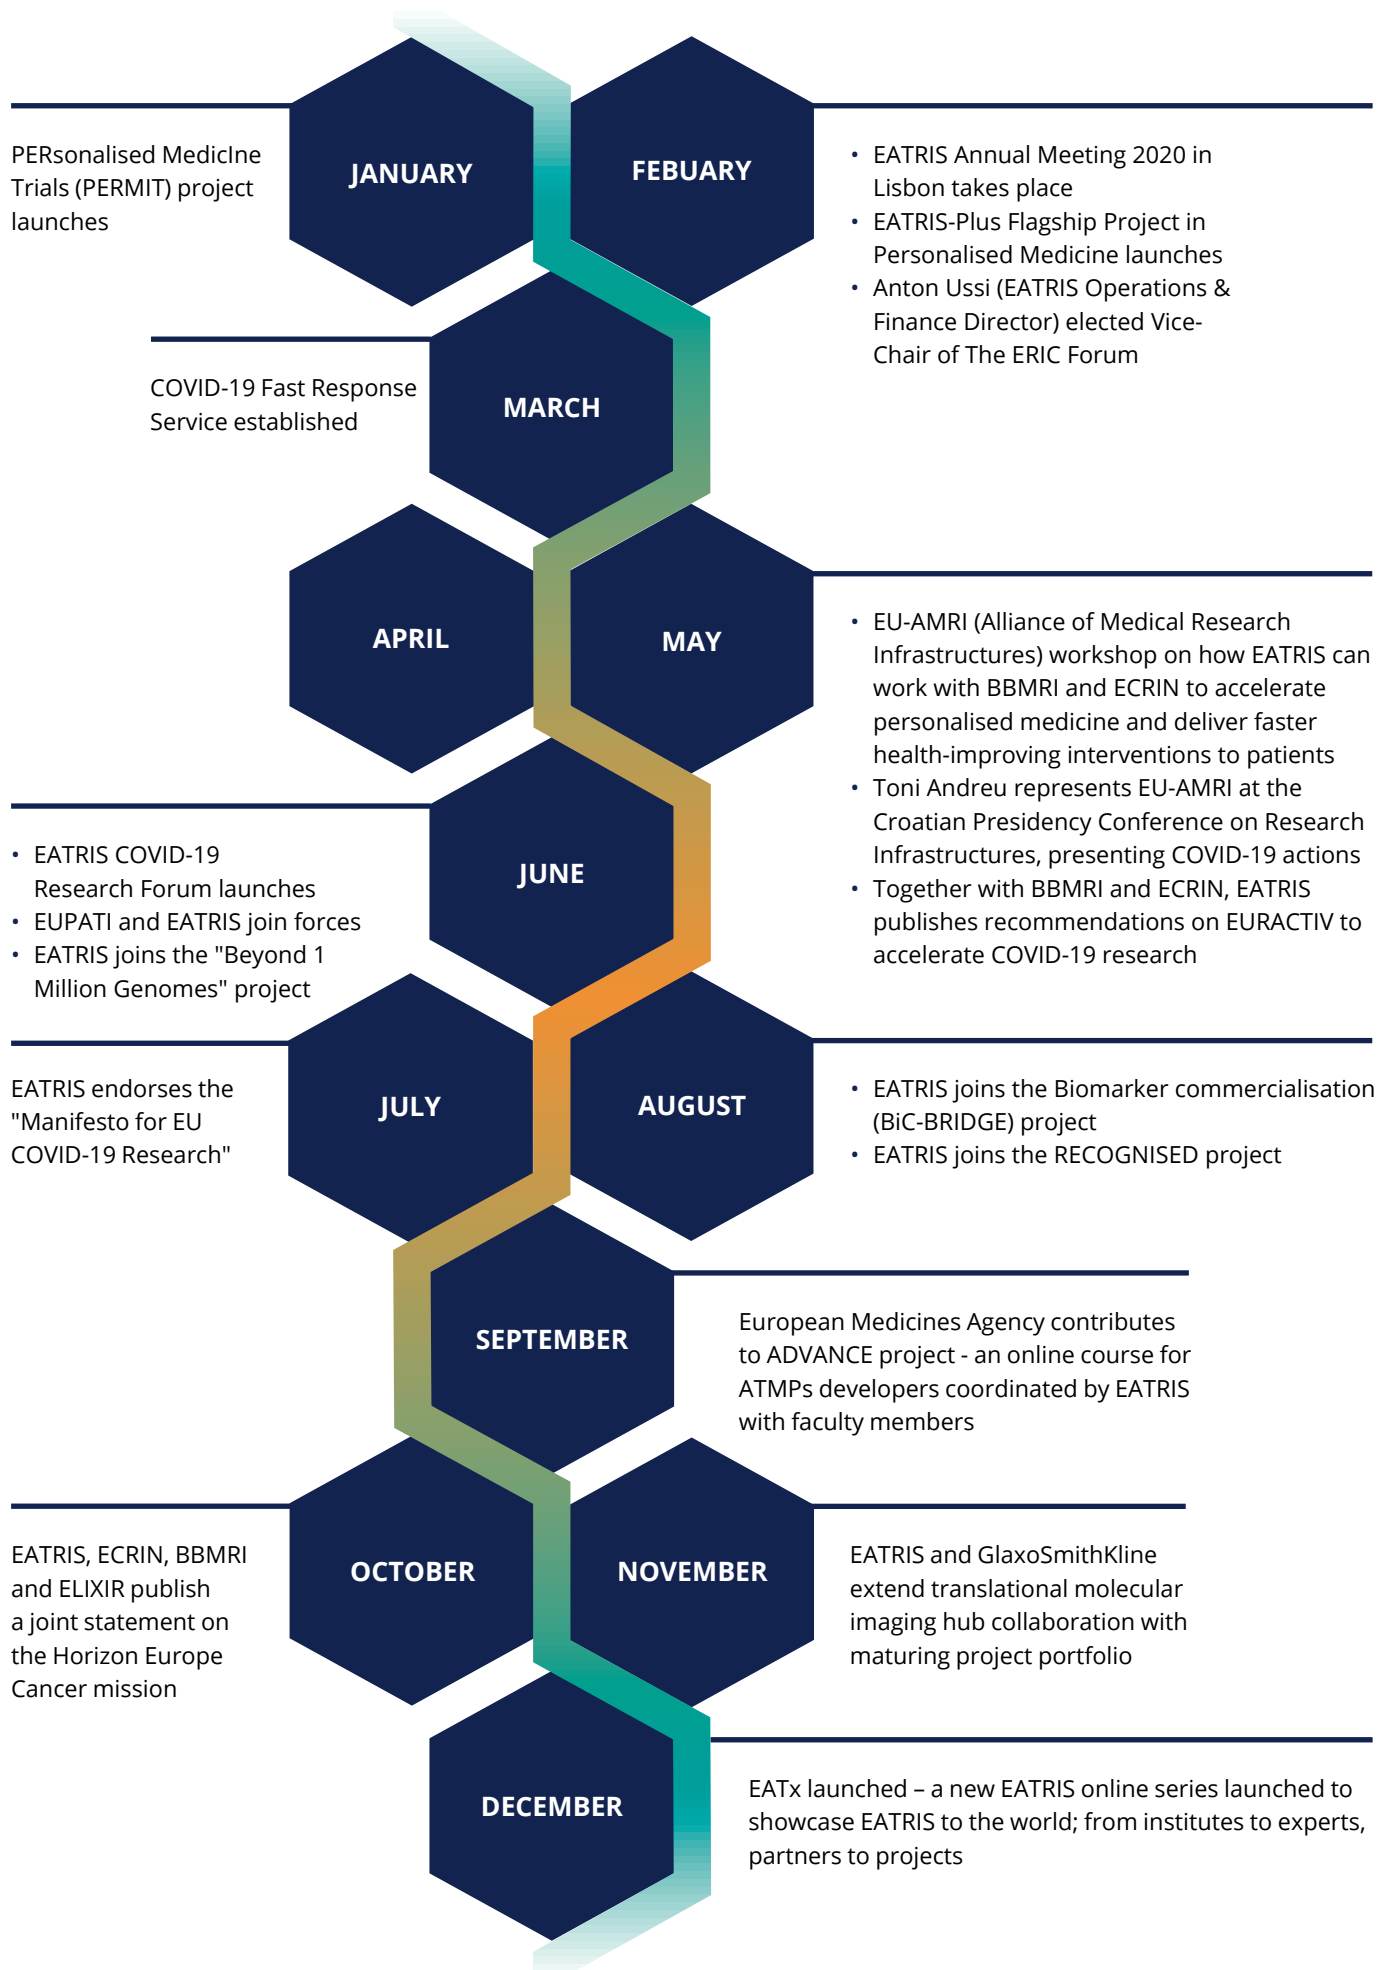 JANUARY
PERsonalised MedicIne
Trials (PERMIT) project
launches
FEBUARY
• EATRIS Annual Meeting 2020 in
Lisbon takes place
• EATRIS-Plus Flagship Project in
Personalised Medicine launches
• Anton Ussi (EATRIS Operations &
Finance Director) elected Vice-
Chair of The ERIC Forum
MARCH
COVID-19 Fast Response
Service established
APRIL
MAY
• EU-AMRI (Alliance of Medical Research
Infrastructures) workshop on how EATRIS can
work with BBMRI and ECRIN to accelerate
personalised medicine and deliver faster
health-improving interventions to patients
• Toni Andreu represents EU-AMRI at the
Croatian Presidency Conference on Research
Infrastructures, presenting COVID-19 actions
• Together with BBMRI and ECRIN, EATRIS
publishes recommendations on EURACTIV to
accelerate COVID-19 research
JUNE
• EATRIS COVID-19
Research Forum launches
• EUPATI and EATRIS join forces
• EATRIS joins the "Beyond 1
Million Genomes" project
JULY
EATRIS endorses the
"Manifesto for EU
COVID-19 Research"
AUGUST
• EATRIS joins the Biomarker commercialisation
(BiC-BRIDGE) project
• EATRIS joins the RECOGNISED project
SEPTEMBER
European Medicines Agency contributes
to ADVANCE project - an online course for
ATMPs developers coordinated by EATRIS
with faculty members
OCTOBER
EATRIS, ECRIN, BBMRI
and ELIXIR publish
a joint statement on
the Horizon Europe
Cancer mission
NOVEMBER
EATRIS and GlaxoSmithKline
extend translational molecular
imaging hub collaboration with
maturing project portfolio
DECEMBER
EATx launched – a new EATRIS online series launched to
showcase EATRIS to the world; from institutes to experts,
partners to projects